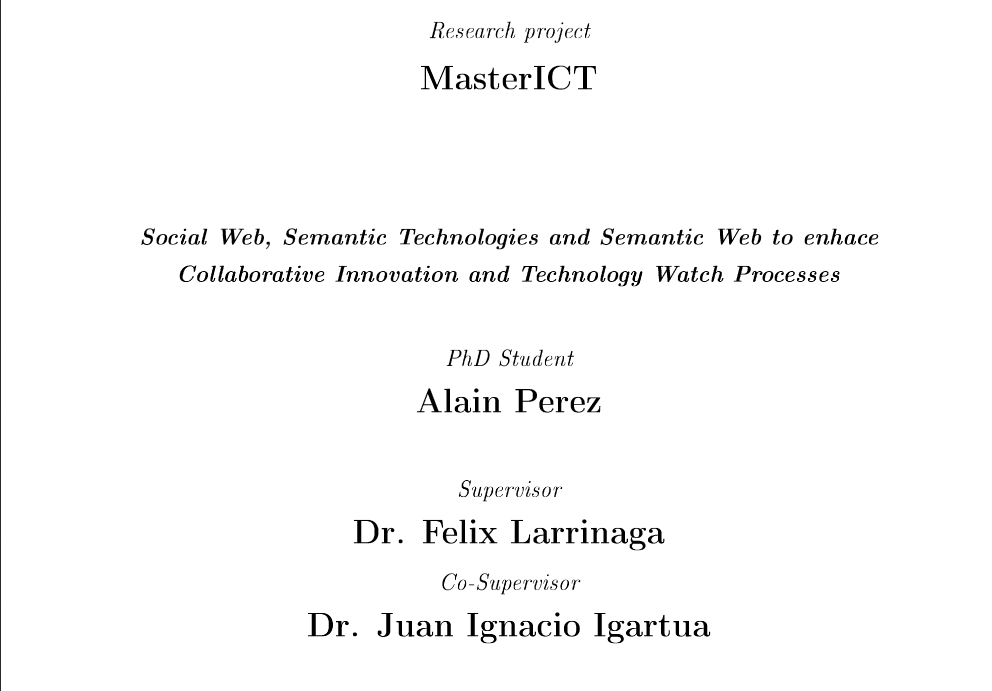 Research project
MasterICT
Social Web, Semantic Technologies and Semantic Web to enhace
Collaborative Innovation and Technology Watch Processes
PhD Student
Alain Perez
Supervisor
Dr. Felix Larrinaga
Co-Supervisor
Dr. Juan Ignacio Igartua